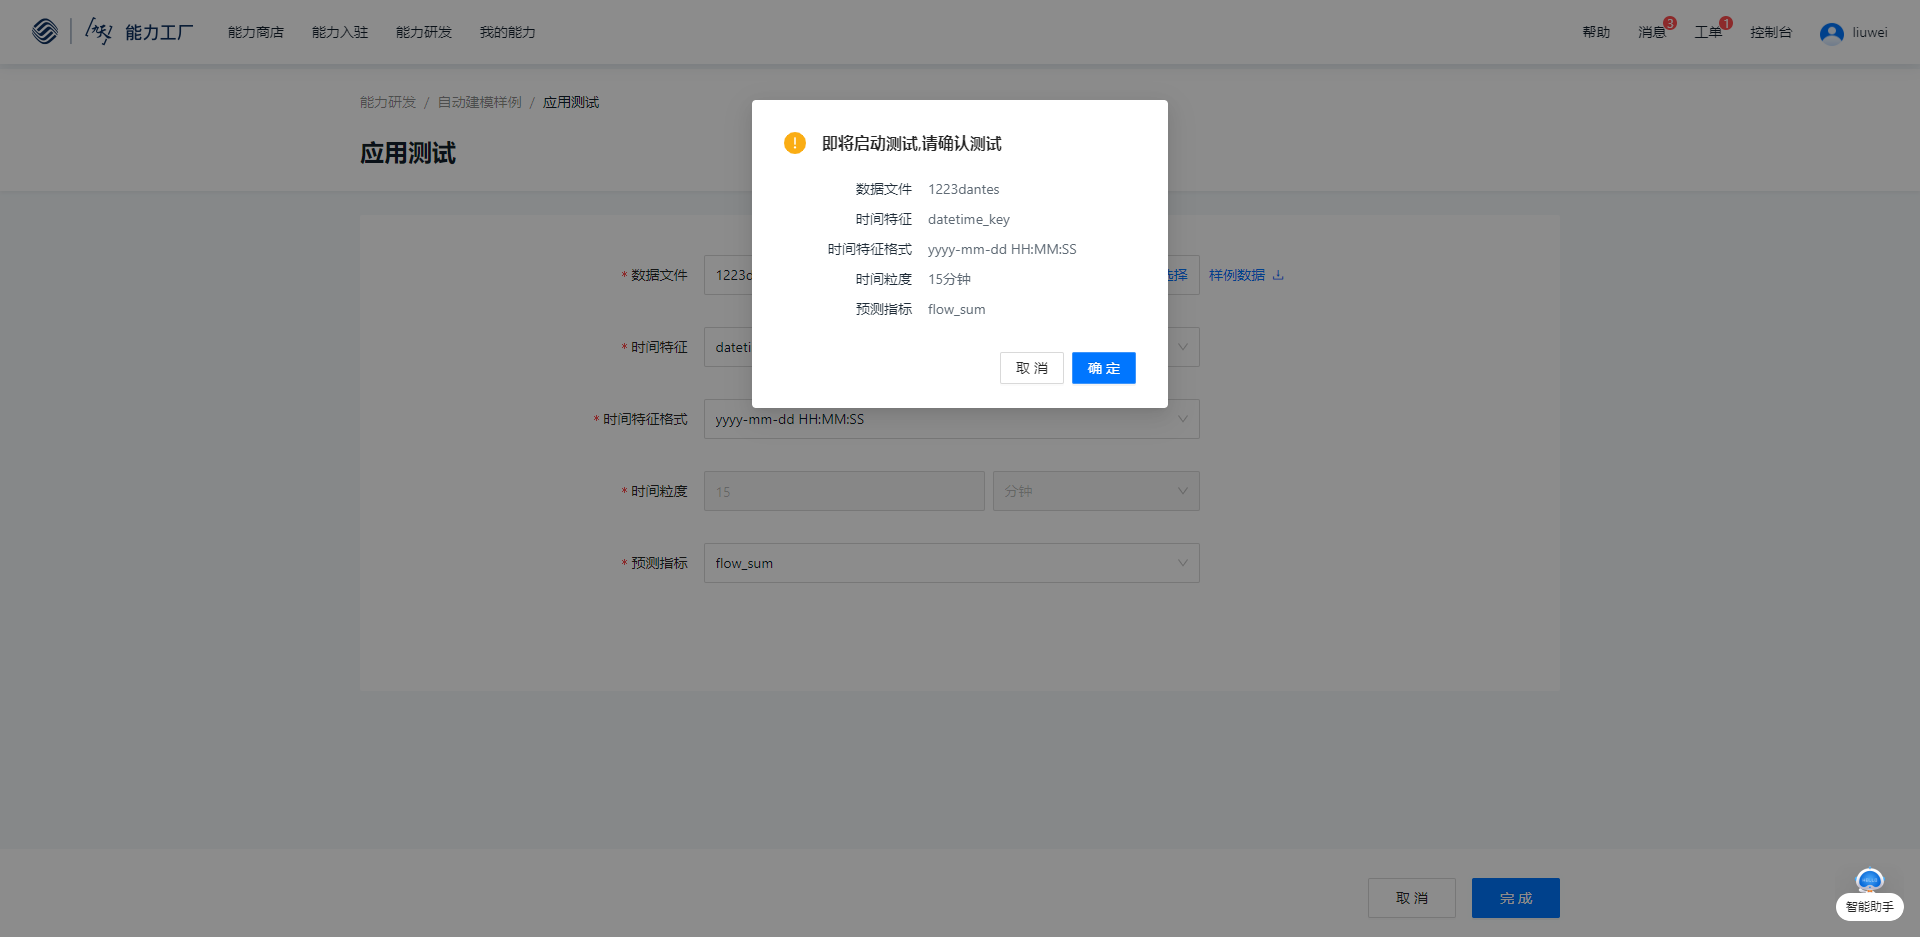 能力工厂 能力商店 能力入驻 能力研发 我的能力 帮助 消息 3 工单 1 控制台 liuwei
能力研发 / 自动建模样例 / 应用测试
应用测试
即将启动测试,请确认测试
数据文件 1223dantes
时间特征 datetime_key
时间特征格式 yyyy-mm-dd HH:MM:SS
时间粒度 15分钟
预测指标 flow_sum
取 消 确 定
* 数据文件 1223d 选择 样例数据
* 时间特征 dateti
* 时间特征格式 yyyy-mm-dd HH:MM:SS
* 时间粒度 15 分钟
* 预测指标 flow_sum
取 消 完 成
智能助手